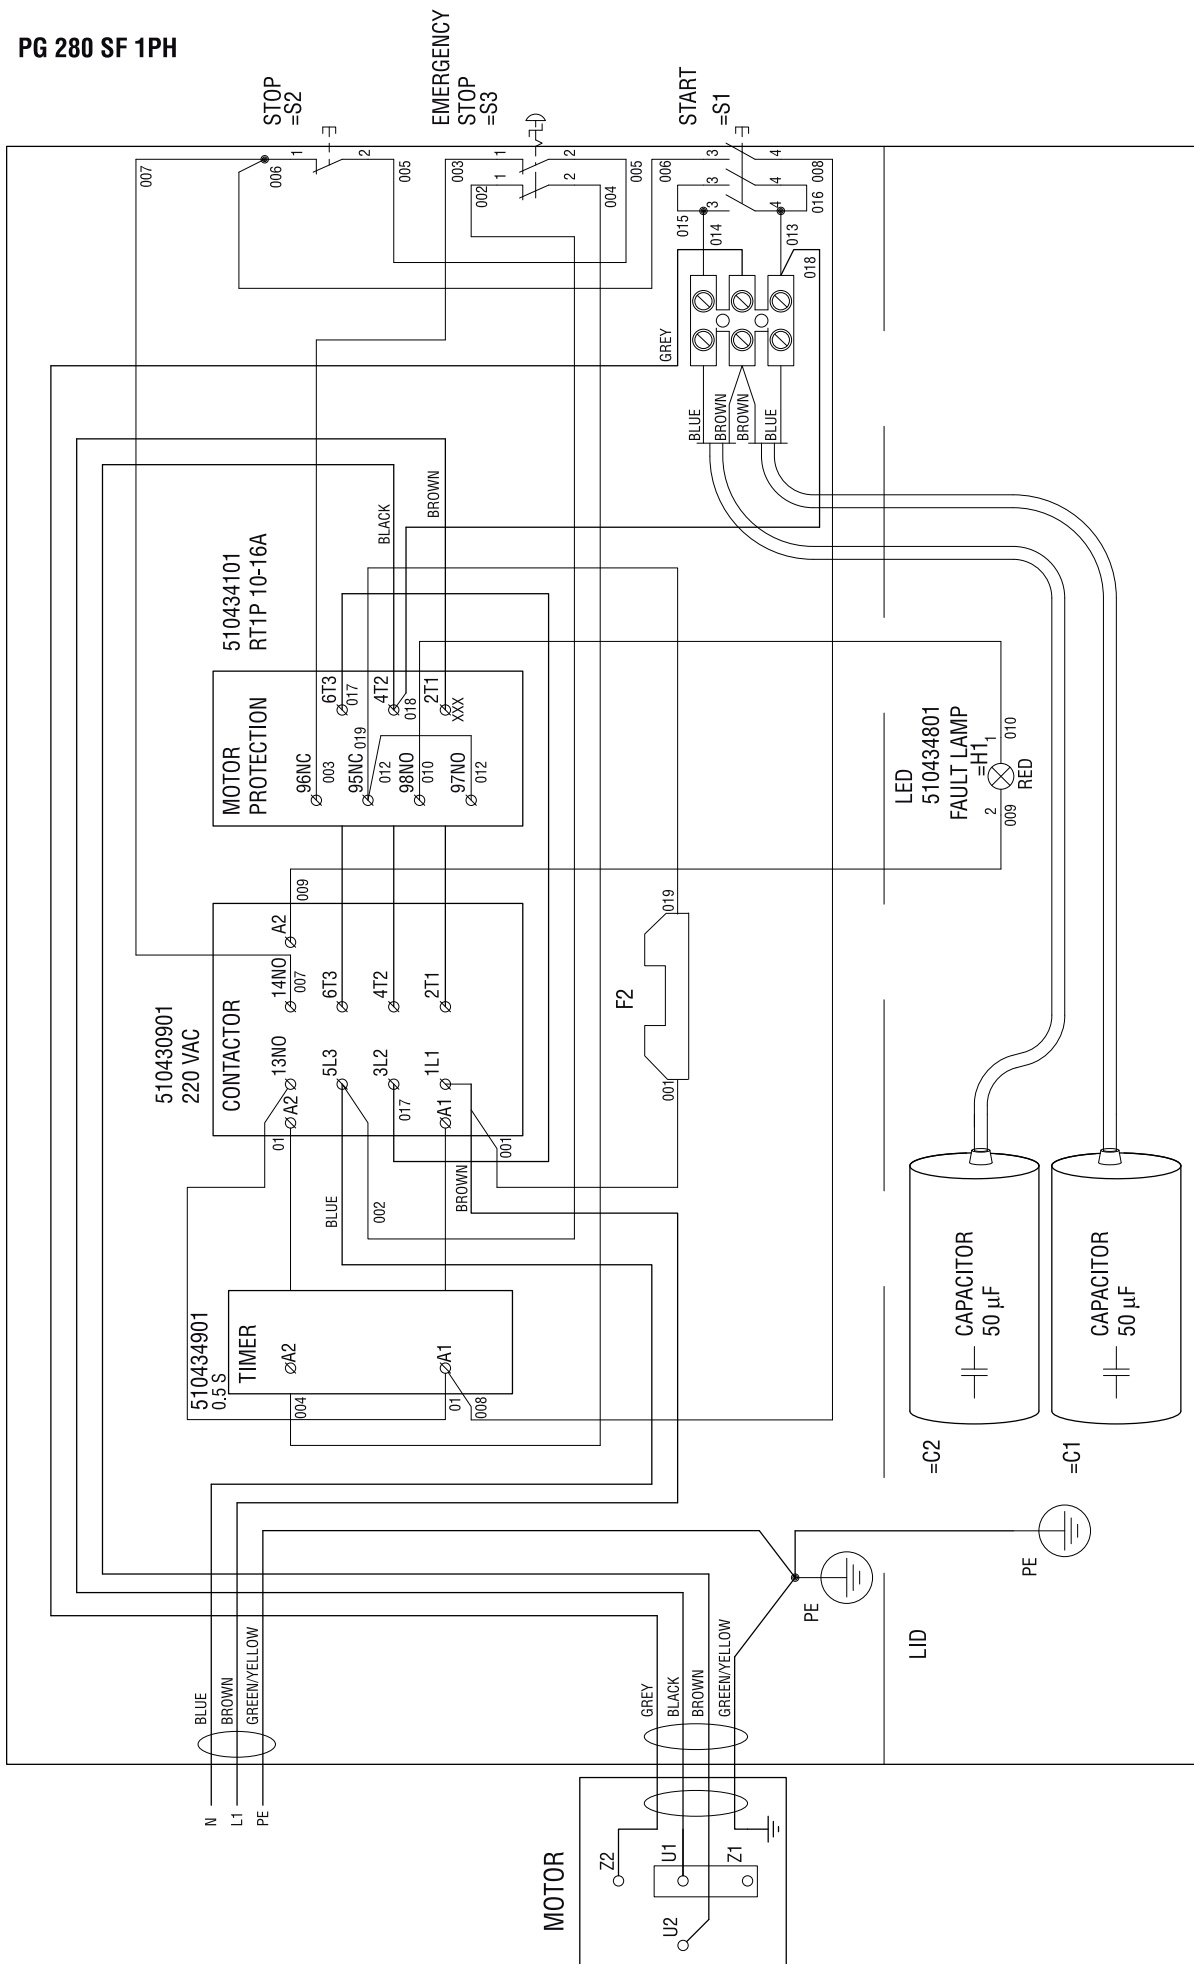 PG 280 SF 1PH
STOP
=S2
EMERGENCY
STOP
=S3
START
=S1
007
006
1
2
005
003
002
1
1
2
2
005
004
006
3
3
3
4
4
4
008
016
015
014
013
018
GREY
BLUE
BROWN
BROWN
BLUE
BLACK
BROWN
510434101
RT1P 10-16A
MOTOR
PROTECTION
96NC
003
95NC
012
019
98NO
010
97NO
012
6T3
017
4T2
018
2T1
XXX
LED
510434801
FAULT LAMP
=H1
1
010
2
009
RED
510430901
220 VAC
CONTACTOR
A2
009
14NO
007
6T3
4T2
2T1
13NO
5L3
3L2
017
1L1
A2
01
A1
001
F2
019
001
BLUE
002
BROWN
510434901
0.5 S
TIMER
A2
A1
004
01
008
CAPACITOR
50 µF
=C2
CAPACITOR
50 µF
=C1
PE
PE
LID
BLUE
BROWN
GREEN/YELLOW
N
L1
PE
GREY
BLACK
BROWN
GREEN/YELLOW
MOTOR
Z2
U1
Z1
U2